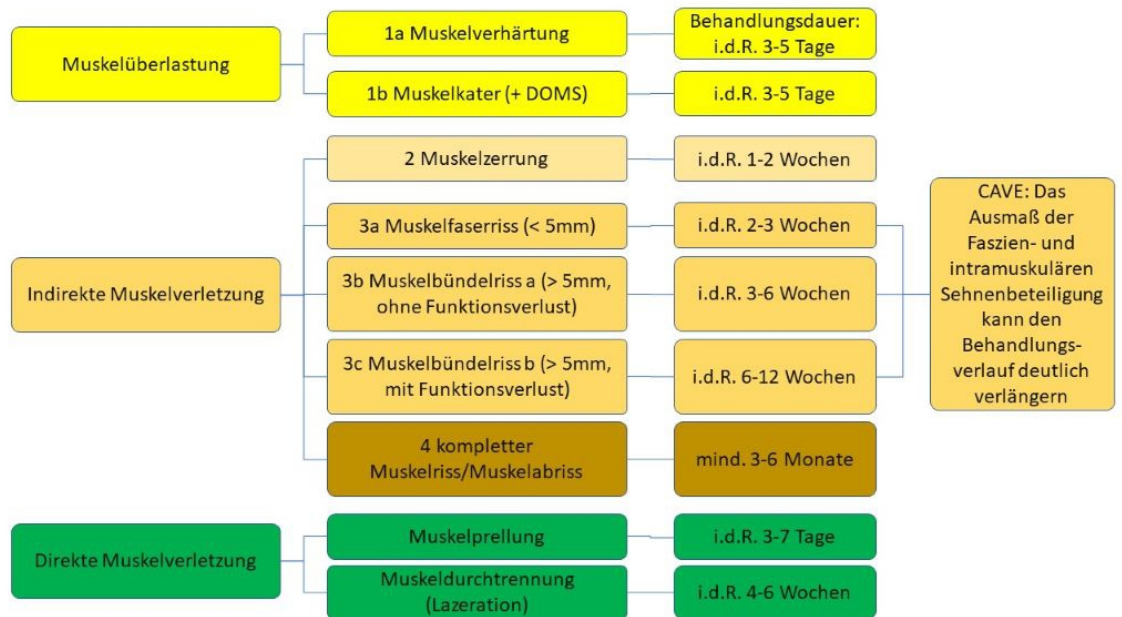 Muskelüberlastung
1a Muskelverhärtung
Behandlungsdauer:
i.d.R. 3-5 Tage
1b Muskelkater (+ DOMS)
i.d.R. 3-5 Tage
Indirekte Muskelverletzung
2 Muskelzerrung
i.d.R. 1-2 Wochen
3a Muskelfaserriss (< 5mm)
i.d.R. 2-3 Wochen
3b Muskelbündelriss a (> 5mm,
ohne Funktionsverlust)
i.d.R. 3-6 Wochen
3c Muskelbündelriss b (> 5mm,
mit Funktionsverlust)
i.d.R. 6-12 Wochen
CAVE: Das
Ausmaß der
Faszien- und
intramuskulären
Sehnenbeteiligung
kann den
Behandlungs-
verlauf deutlich
verlängern
4 kompletter
Muskelriss/Muskelabriss
mind. 3-6 Monate
Direkte Muskelverletzung
Muskelprellung
i.d.R. 3-7 Tage
Muskeldurchtrennung
(Lazeration)
i.d.R. 4-6 Wochen